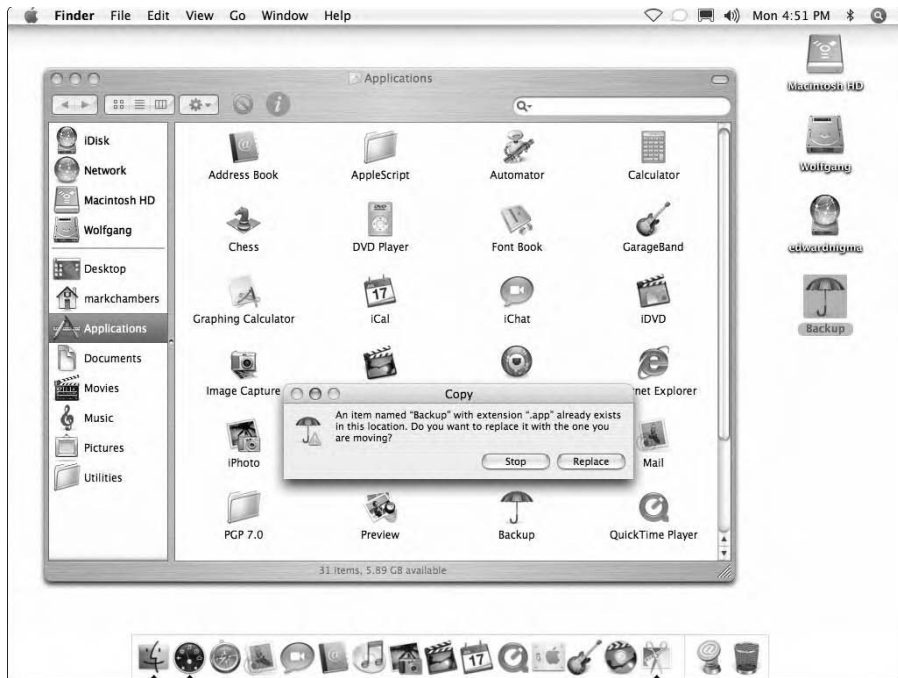 Finder File Edit View Go Window Help Mon 4:51 PM
Applications
Macintosh HD
Wolfgang
edwardnigma
Backup
iDisk
Network
Macintosh HD
Wolfgang
Desktop
markchambers
Applications
Documents
Movies
Music
Pictures
Utilities
Address Book AppleScript Automator Calculator
Chess DVD Player Font Book GarageBand
17
Graphing Calculator iCal iChat iDVD
Image Capture net Explorer
Copy
An item named “Backup” with extension “.app” already exists
in this location. Do you want to replace it with the one you
are moving?
Stop Replace
iPhoto Mail
PGP 7.0 Preview Backup QuickTime Player
31 items, 5.89 GB available
17